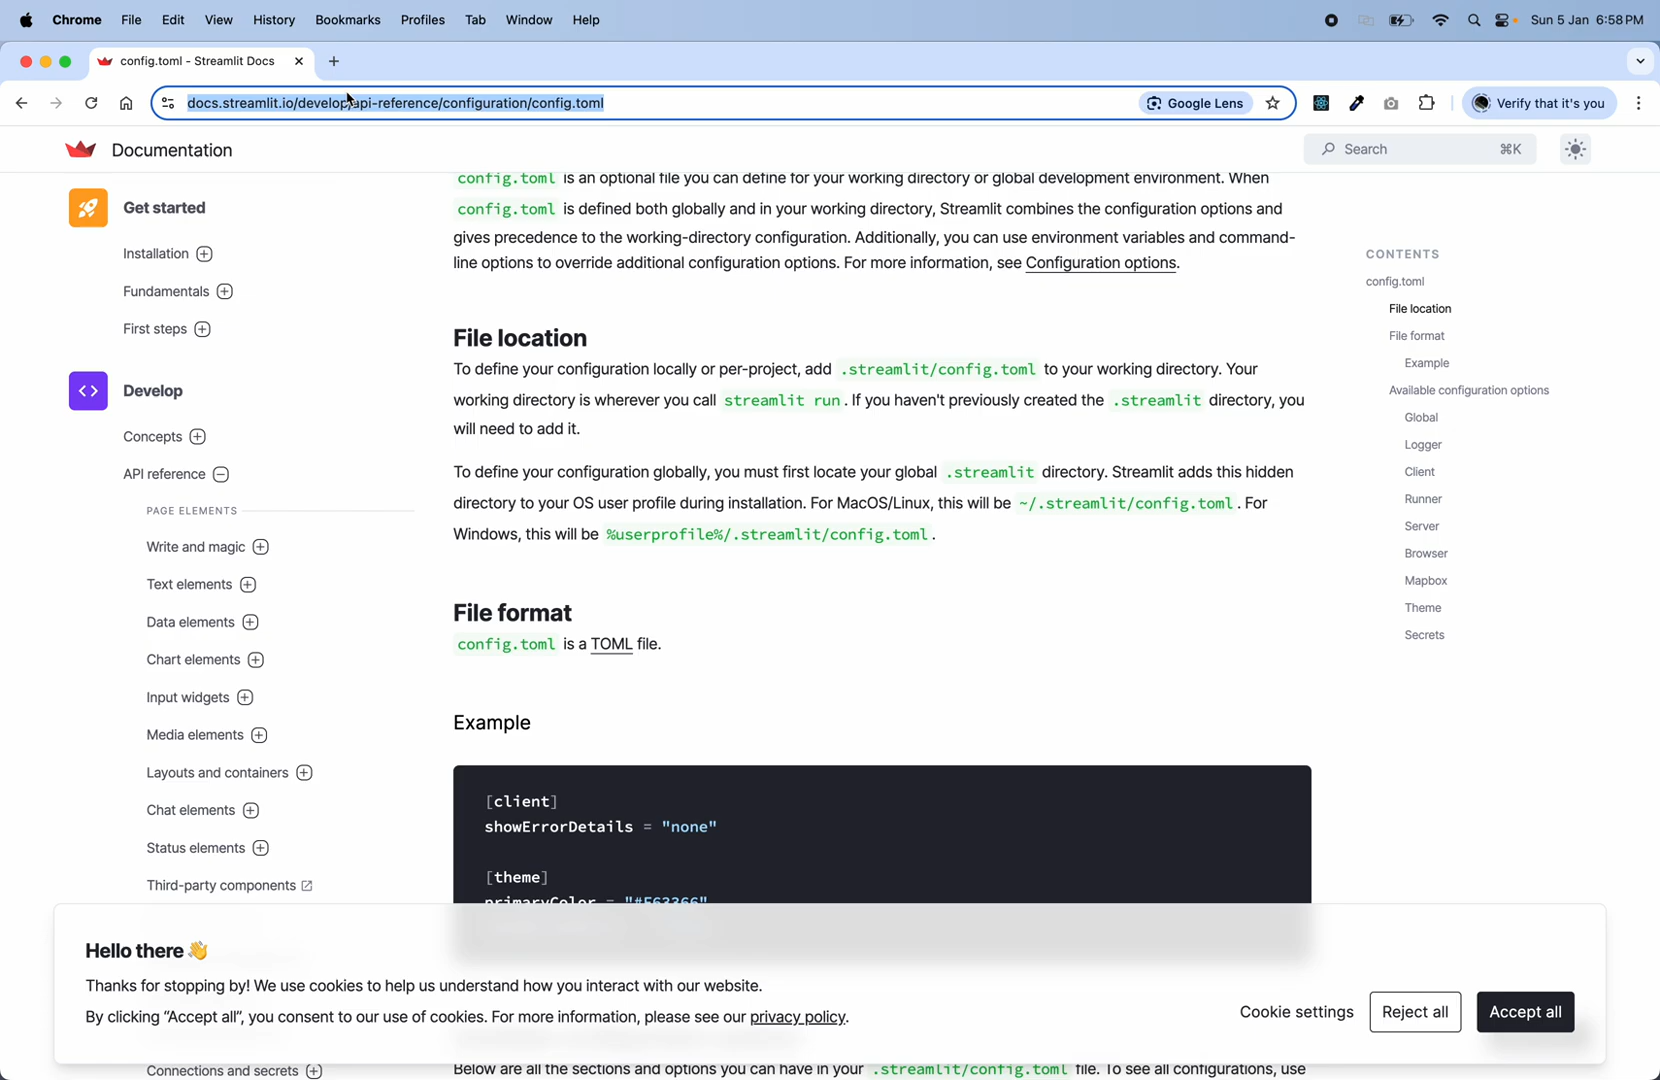 Chrome File Edit View History Bookmarks Profiles Tab Window Help Sun 5 Jan 6:58 PM
config.toml - Streamlit Docs
docs.streamlit.io/develop/api-reference/configuration/config.toml Google Lens Verify that it's you
Documentation Search ⌘K
Get started
Installation
Fundamentals
First steps
Develop
Concepts
API reference
PAGE ELEMENTS
Write and magic
Text elements
Data elements
Chart elements
Input widgets
Media elements
Layouts and containers
Chat elements
Status elements
Third-party components
Connections and secrets
config.toml is an optional file you can define for your working directory or global development environment. When
config.toml is defined both globally and in your working directory, Streamlit combines the configuration options and
gives precedence to the working-directory configuration. Additionally, you can use environment variables and command-
line options to override additional configuration options. For more information, see Configuration options.
File location
To define your configuration locally or per-project, add .streamlit/config.toml to your working directory. Your
working directory is wherever you call streamlit run. If you haven't previously created the .streamlit directory, you
will need to add it.
To define your configuration globally, you must first locate your global .streamlit directory. Streamlit adds this hidden
directory to your OS user profile during installation. For MacOS/Linux, this will be ~/.streamlit/config.toml. For
Windows, this will be %userprofile%/.streamlit/config.toml.
File format
config.toml is a TOML file.
Example
[client]
showErrorDetails = "none"
[theme]
primaryColor = "#F63366"
Below are all the sections and options you can have in your .streamlit/config.toml file. To see all configurations, use
CONTENTS
config.toml
File location
File format
Example
Available configuration options
Global
Logger
Client
Runner
Server
Browser
Mapbox
Theme
Secrets
Hello there 👋
Thanks for stopping by! We use cookies to help us understand how you interact with our website.
By clicking “Accept all”, you consent to our use of cookies. For more information, please see our privacy policy.
Cookie settings Reject all Accept all